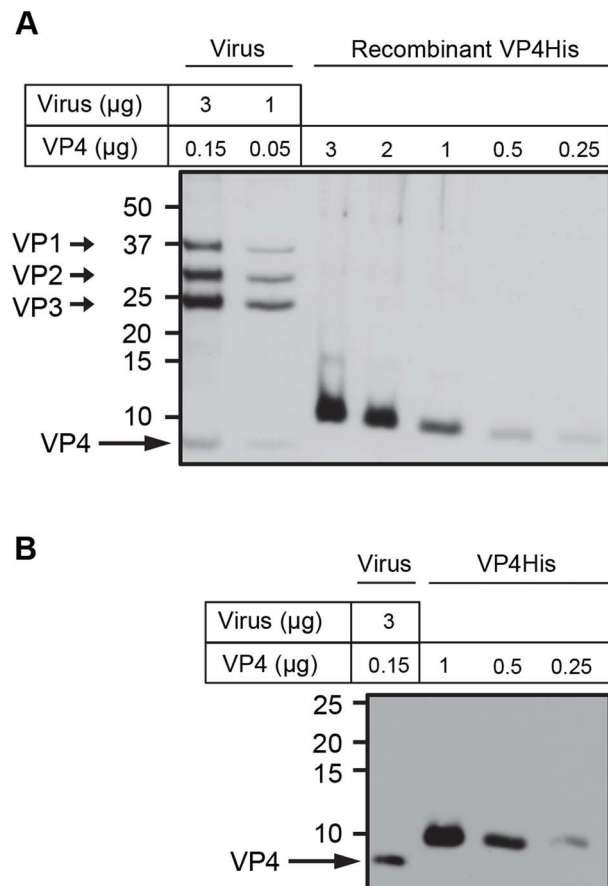 A
Virus Recombinant VP4His
Virus (µg) 3 1
VP4 (µg) 0.15 0.05 3 2 1 0.5 0.25
50
VP1 37
VP2
VP3 25
20
15
10
VP4
B
Virus VP4His
Virus (µg) 3
VP4 (µg) 0.15 1 0.5 0.25
25
20
15
10
VP4